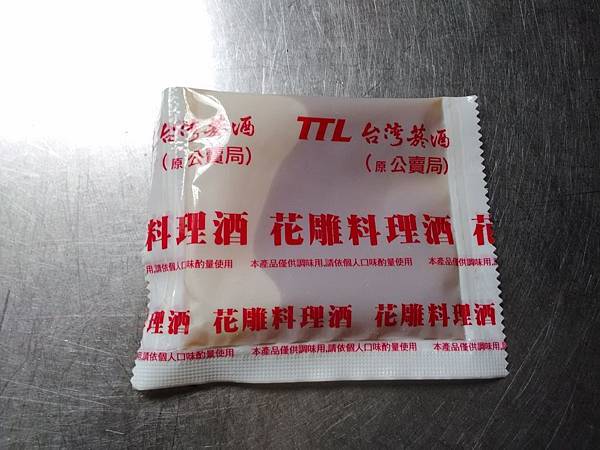 台灣菸酒 TTL 台灣菸酒
(原公賣局) (原公賣局)
料理酒 花雕料理酒 花
用,請依個人口味酌量使用 本產品僅供調味用,請依個人口味酌量使用 本產品僅供調
理酒 花雕料理酒 花雕料理酒
用,請依個人口味酌量使用 本產品僅供調味用,請依個人口味酌量使用 本產品僅供調味用,請